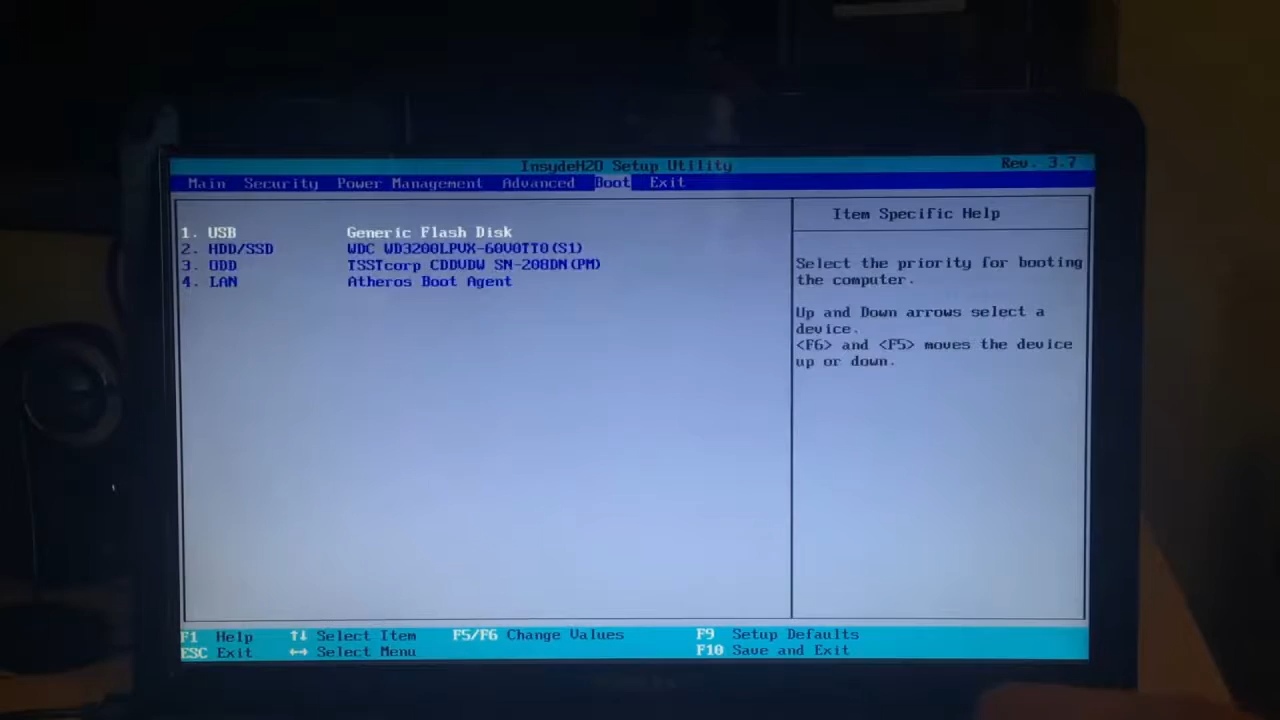 InsydeH2O Setup Utility Rev. 3.7
Main Security Power Management Advanced Boot Exit
1. USB Generic Flash Disk
2. HDD/SSD WDC WD3200LPVX-60V0TT0(S1)
3. ODD TSSTcorp CDDVDW SN-208DN(PM)
4. LAN Atheros Boot Agent
Item Specific Help
Select the priority for booting
the computer.
Up and Down arrows select a
device.
<F6> and <F5> moves the device
up or down.
F1 Help ↑↓ Select Item F5/F6 Change Values F9 Setup Defaults
ESC Exit ↔ Select Menu F10 Save and Exit